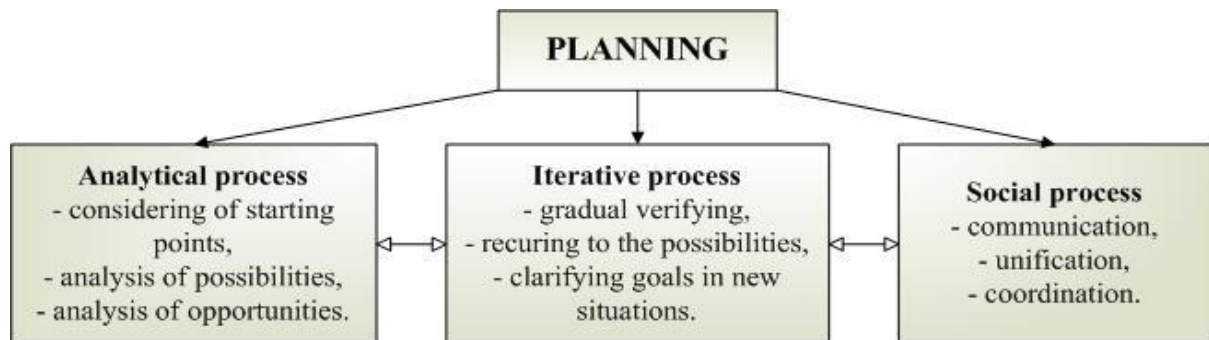 PLANNING
Analytical process
- considering of starting
points,
- analysis of possibilities,
- analysis of opportunities.
Iterative process
- gradual verifying,
- recuring to the possibilities,
- clarifying goals in new
situations.
Social process
- communication,
- unification,
- coordination.